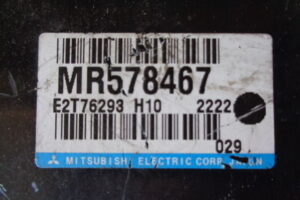 MR578467
E2T76293 H10 2222
029
MITSUBISHI ELECTRIC CORP. JAPAN